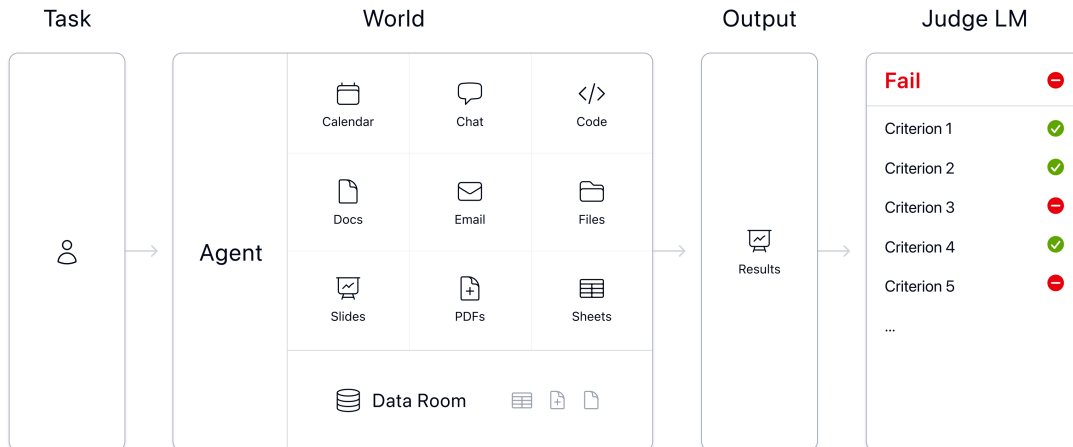 Task
World
Output
Judge LM
Agent
Calendar
Chat
Code
Docs
Email
Files
Slides
PDFs
Sheets
Data Room
Results
Fail
Criterion 1
Criterion 2
Criterion 3
Criterion 4
Criterion 5
...